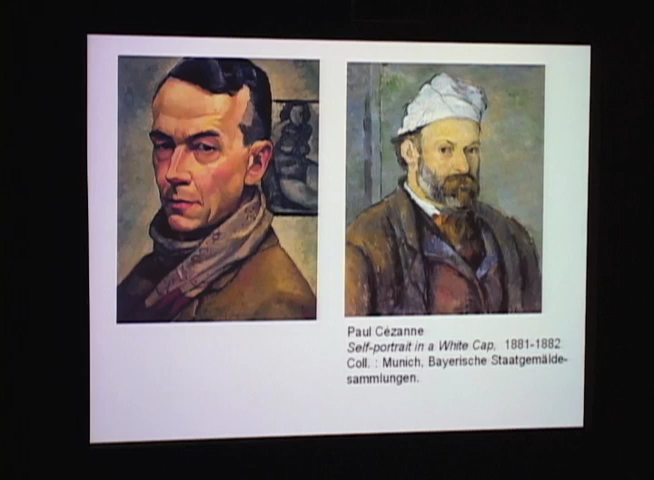 Paul Cézanne
Self-portrait in a White Cap, 1881-1882
Coll. : Munich, Bayerische Staatgemälde-
sammlungen.